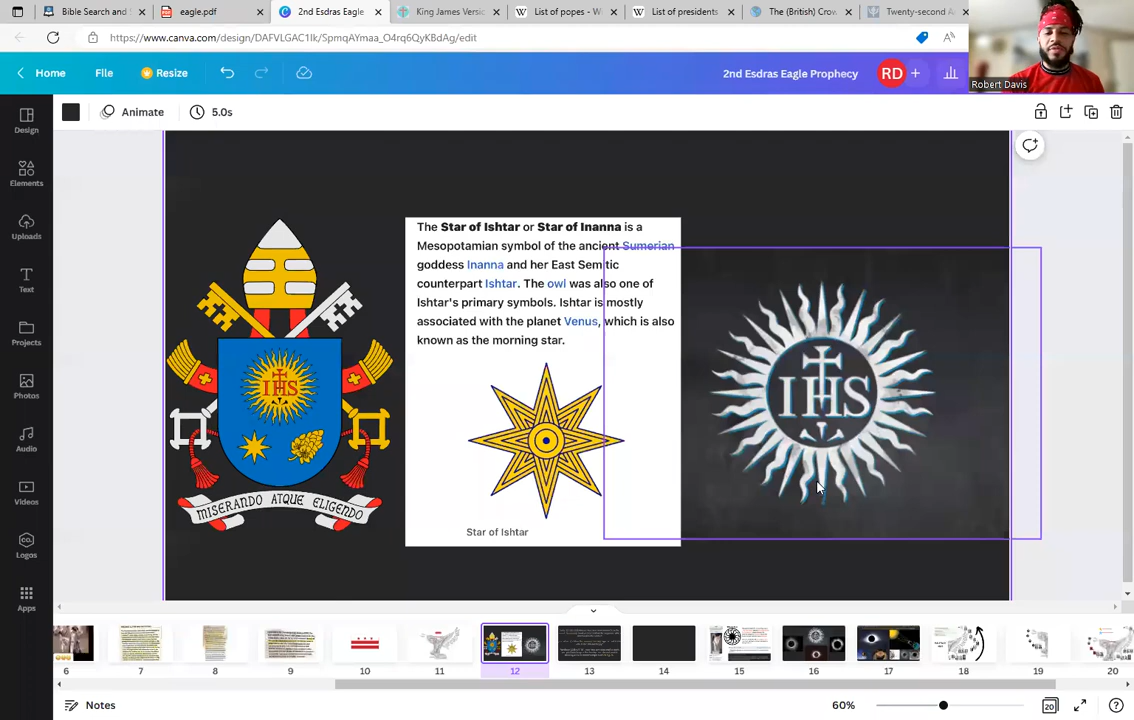 Bible Search and S
eagle.pdf
2nd Esdras Eagle
King James Versic
List of popes - W
List of presidents
The (British) Crow
Twenty-second A
https://www.canva.com/design/DAFVLGAC1lk/SpmqAYmaa_O4rq6QyKBdAg/edit
Home
File
Resize
2nd Esdras Eagle Prophecy
RD
Robert Davis
Animate
5.0s
Design
Elements
Uploads
Text
Projects
Photos
Audio
Videos
Logos
Apps
The Star of Ishtar or Star of Inanna is a
Mesopotamian symbol of the ancient Sumerian
goddess Inanna and her East Semitic
counterpart Ishtar. The owl was also one of
Ishtar's primary symbols. Ishtar is mostly
associated with the planet Venus, which is also
known as the morning star.
Star of Ishtar
IHS
MISERANDO ATQUE ELIGENDO
IHS
6
7
8
9
10
11
12
13
14
15
16
17
18
19
20
Notes
60%
20